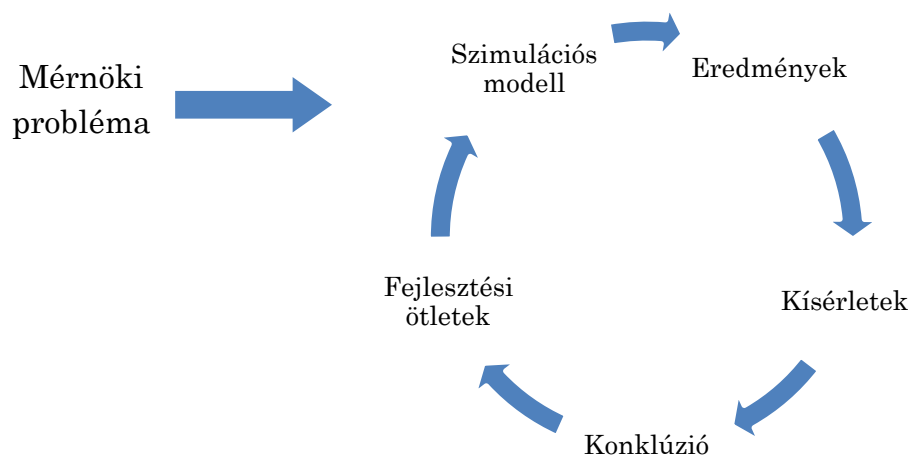 Mérnöki
probléma
Szimulációs
modell
Eredmények
Kísérletek
Konklúzió
Fejlesztési
ötletek